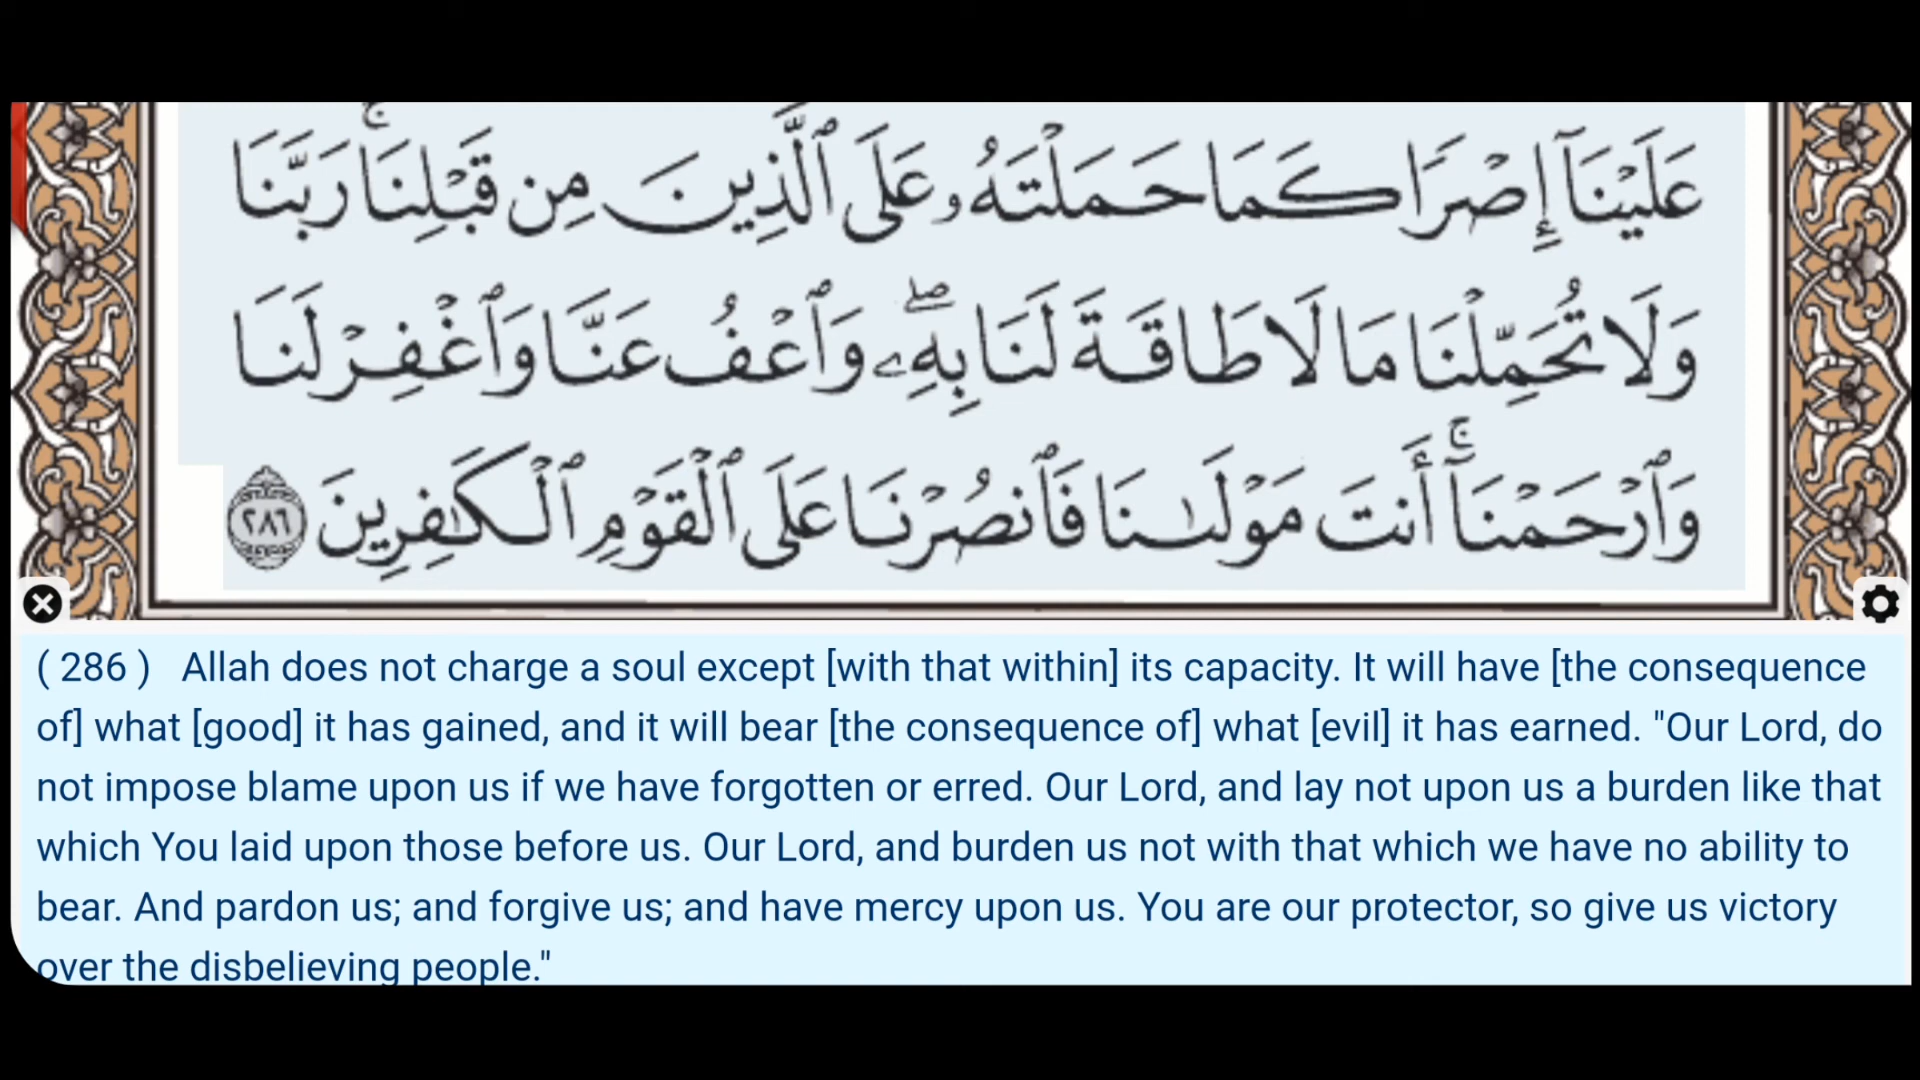 عَلَيْنَآ إِصْرًا كَمَا حَمَلْتَهُۥ عَلَى ٱلَّذِينَ مِن قَبْلِنَاۚ رَبَّنَا
وَلَا تُحَمِّلْنَا مَا لَا طَاقَةَ لَنَا بِهِۦۖ وَٱعْفُ عَنَّا وَٱغْفِرْ لَنَا
وَٱرْحَمْنَآۚ أَنتَ مَوْلَىٰنَا فَٱنصُرْنَا عَلَى ٱلْقَوْمِ ٱلْكَٰفِرِينَ ٢٨٦
( 286 ) Allah does not charge a soul except [with that within] its capacity. It will have [the consequence
of] what [good] it has gained, and it will bear [the consequence of] what [evil] it has earned. "Our Lord, do
not impose blame upon us if we have forgotten or erred. Our Lord, and lay not upon us a burden like that
which You laid upon those before us. Our Lord, and burden us not with that which we have no ability to
bear. And pardon us; and forgive us; and have mercy upon us. You are our protector, so give us victory
over the disbelieving people."